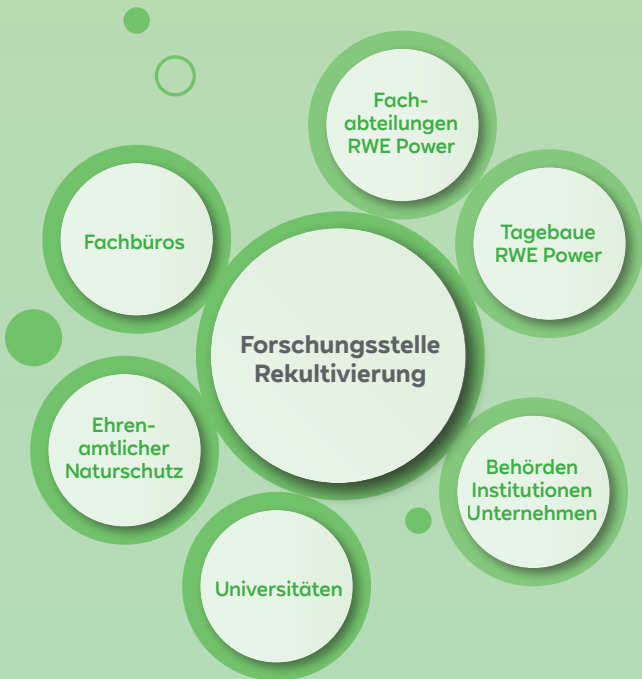 Fach-
abteilungen
RWE Power
Tagebaue
RWE Power
Fachbüros
Forschungsstelle
Rekultivierung
Ehren-
amtlicher
Naturschutz
Behörden
Institutionen
Unternehmen
Universitäten